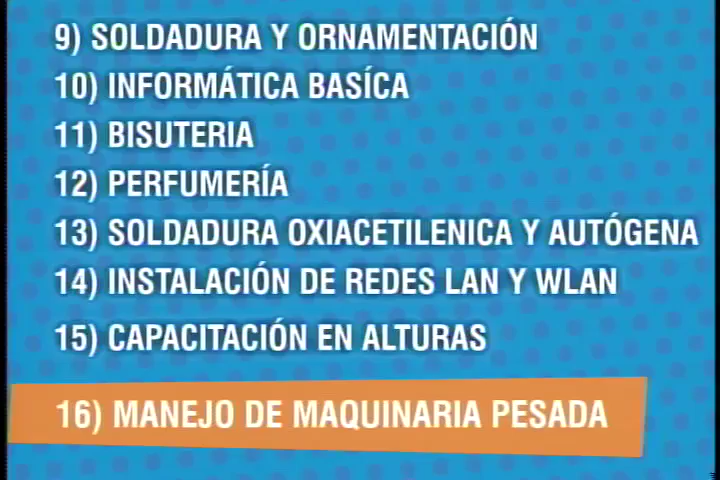 9) SOLDADURA Y ORNAMENTACIÓN
10) INFORMÁTICA BASÍCA
11) BISUTERIA
12) PERFUMERÍA
13) SOLDADURA OXIACETILENICA Y AUTÓGENA
14) INSTALACIÓN DE REDES LAN Y WLAN
15) CAPACITACIÓN EN ALTURAS
16) MANEJO DE MAQUINARIA PESADA